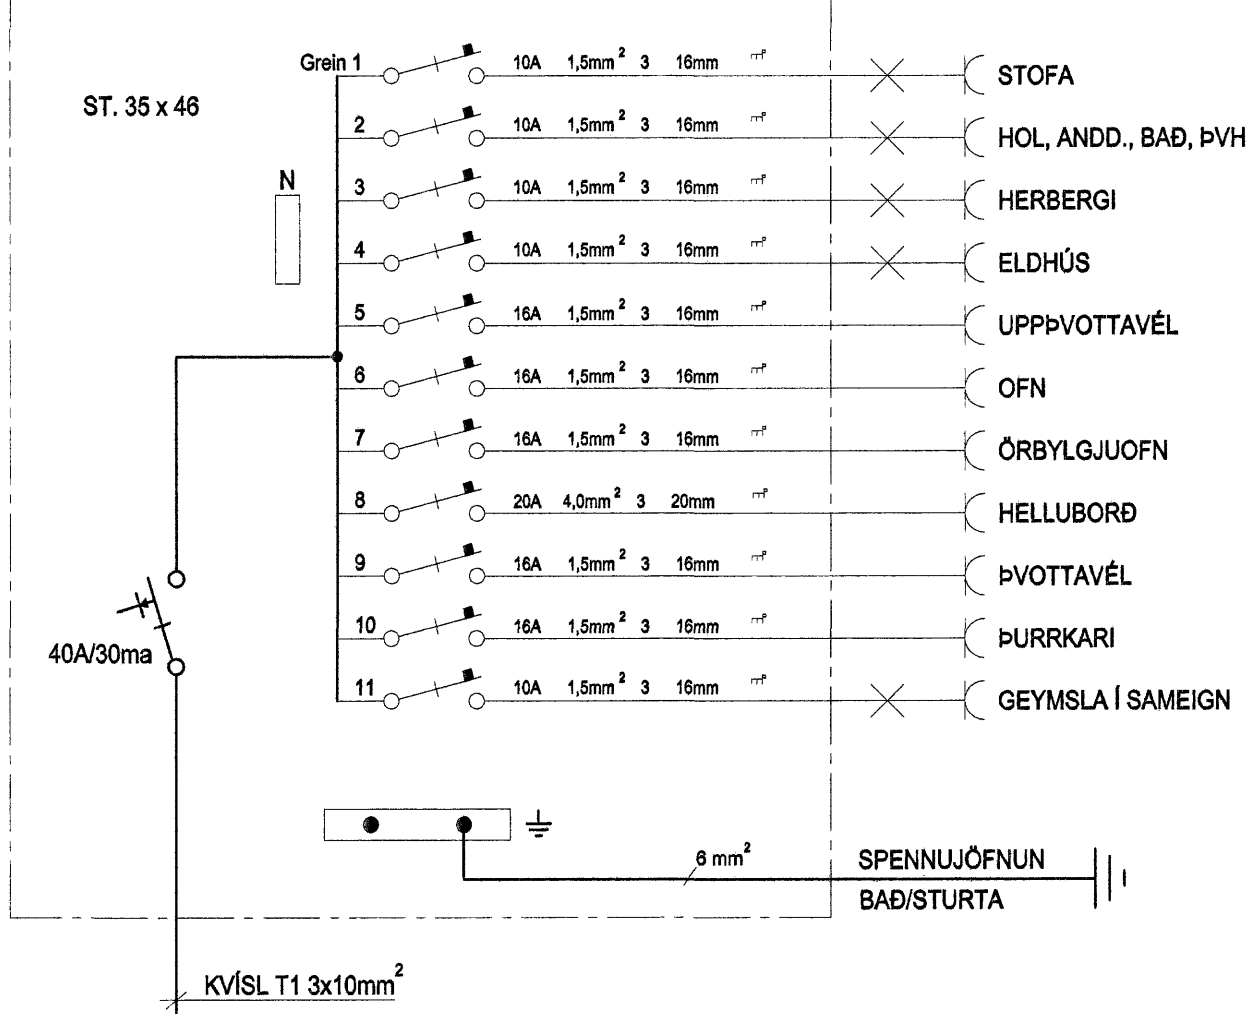 Grein 1 10A 1,5mm² 3 16mm STOFA
ST. 35 x 46
2 10A 1,5mm² 3 16mm HOL, ANDD., BAÐ, ÞVH
N
3 10A 1,5mm² 3 16mm HERBERGI
4 10A 1,5mm² 3 16mm ELDHÚS
5 16A 1,5mm² 3 16mm UPPÞVOTTAVÉL
6 16A 1,5mm² 3 16mm OFN
7 16A 1,5mm² 3 16mm ÖRBYLGJUOFN
8 20A 4,0mm² 3 20mm HELLUBORÐ
9 16A 1,5mm² 3 16mm ÞVOTTAVÉL
10 16A 1,5mm² 3 16mm ÞURRKARI
40A/30ma
11 10A 1,5mm² 3 16mm GEYMSLA Í SAMEIGN
6 mm² SPENNUJÖFNUN
BAÐ/STURTA
KVÍSL T1 3x10mm²